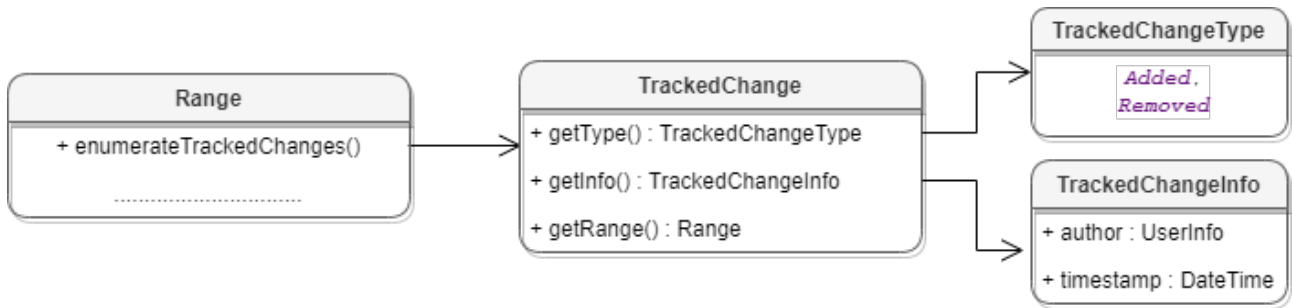 Range
+ enumerateTrackedChanges()
...............................
TrackedChange
+ getType() : TrackedChangeType
+ getInfo() : TrackedChangeInfo
+ getRange() : Range
TrackedChangeType
Added,
Removed
TrackedChangeInfo
+ author : UserInfo
+ timestamp : DateTime